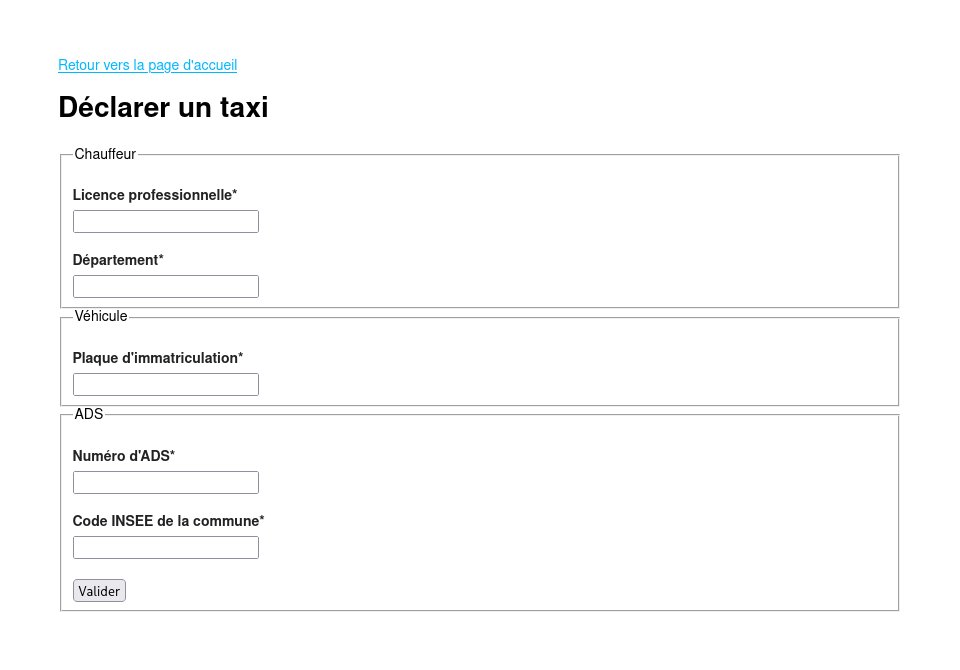 Retour vers la page d'accueil
Déclarer un taxi
Chauffeur
Licence professionnelle*
Département*
Véhicule
Plaque d'immatriculation*
ADS
Numéro d'ADS*
Code INSEE de la commune*
Valider